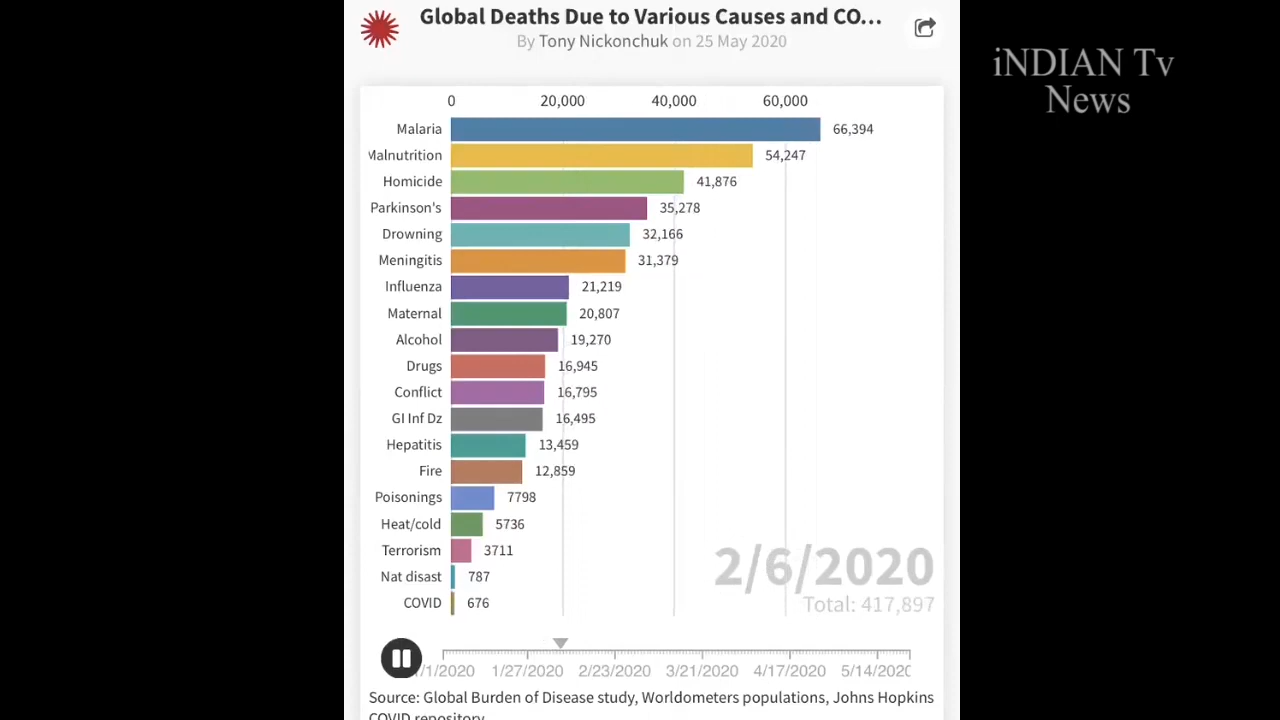 Global Deaths Due to Various Causes and CO...
By Tony Nickonchuk on 25 May 2020
iNDIAN Tv
News
0 20,000 40,000 60,000
Malaria 66,394
Malnutrition 54,247
Homicide 41,876
Parkinson's 35,278
Drowning 32,166
Meningitis 31,379
Influenza 21,219
Maternal 20,807
Alcohol 19,270
Drugs 16,945
Conflict 16,795
GI Inf Dz 16,495
Hepatitis 13,459
Fire 12,859
Poisonings 7798
Heat/cold 5736
Terrorism 3711
Nat disast 787
COVID 676
2/6/2020
Total: 417,897
/1/2020 1/27/2020 2/23/2020 3/21/2020 4/17/2020 5/14/2020
Source: Global Burden of Disease study, Worldometers populations, Johns Hopkins
COVID repository